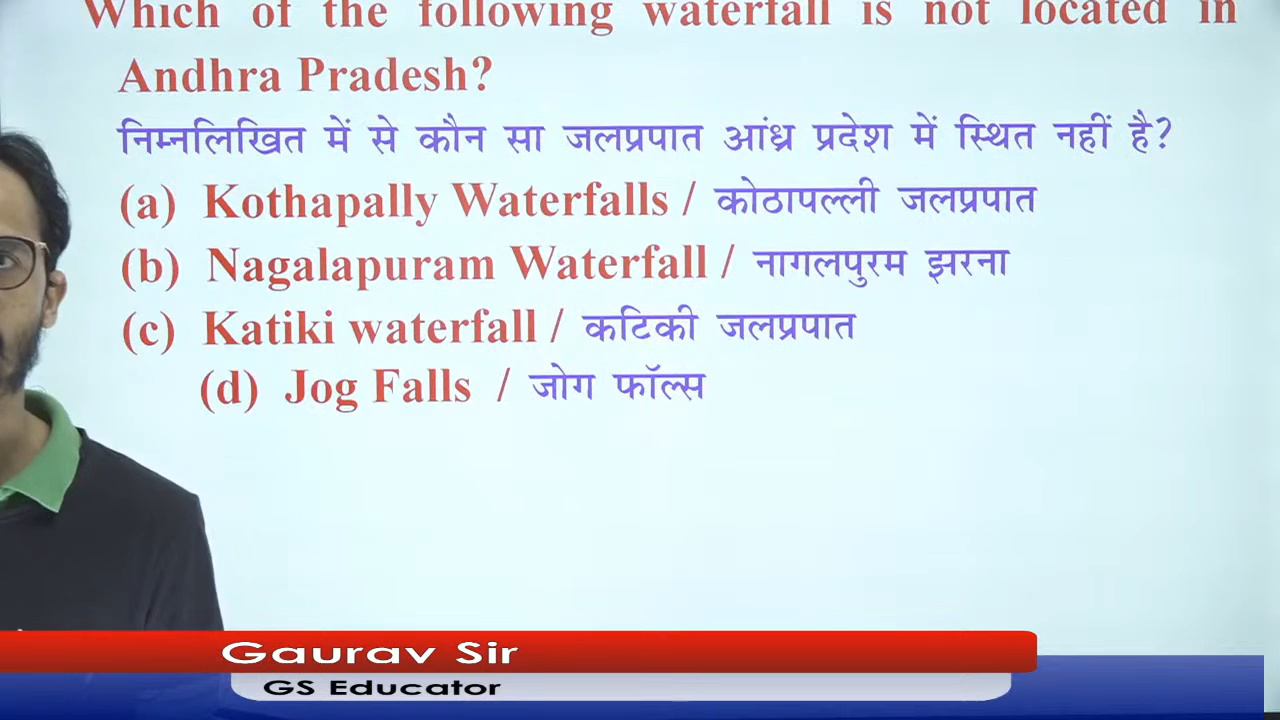 Which of the following waterfall is not located in
Andhra Pradesh?
निम्नलिखित में से कौन सा जलप्रपात आंध्र प्रदेश में स्थित नहीं है?
(a) Kothapally Waterfalls / कोठापल्ली जलप्रपात
(b) Nagalapuram Waterfall / नागलपुरम झरना
(c) Katiki waterfall / कटिकी जलप्रपात
(d) Jog Falls / जोग फॉल्स
Gaurav Sir
GS Educator